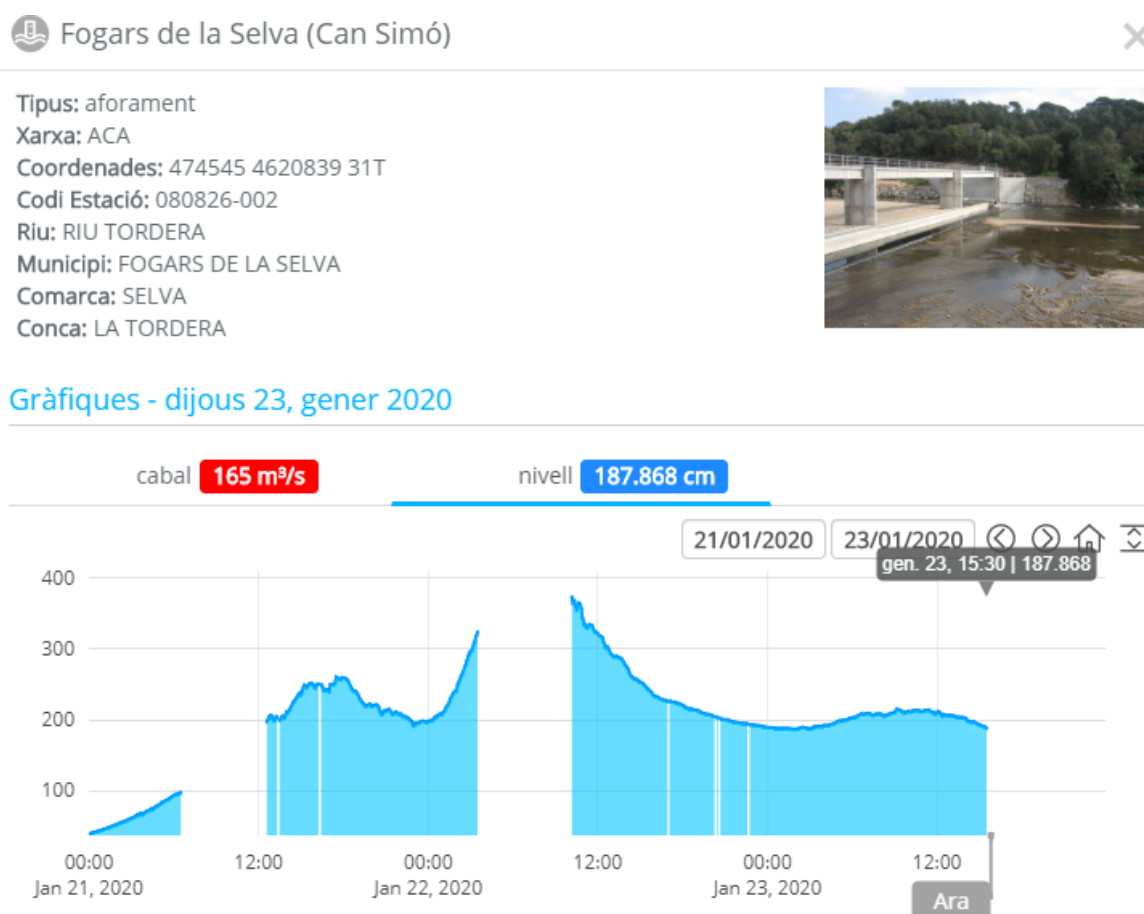 Fogars de la Selva (Can Simó)
Tipus: aforament
Xarxa: ACA
Coordenades: 474545 4620839 31T
Codi Estació: 080826-002
Riu: RIU TORDERA
Municipi: FOGARS DE LA SELVA
Comarca: SELVA
Conca: LA TORDERA
Gràfiques - dijous 23, gener 2020
cabal 165 m³/s nivell 187.868 cm
21/01/2020 23/01/2020
gen. 23, 15:30 | 187.868
400
300
200
100
00:00 12:00 00:00 12:00 00:00 12:00
Jan 21, 2020 Jan 22, 2020 Jan 23, 2020
Ara